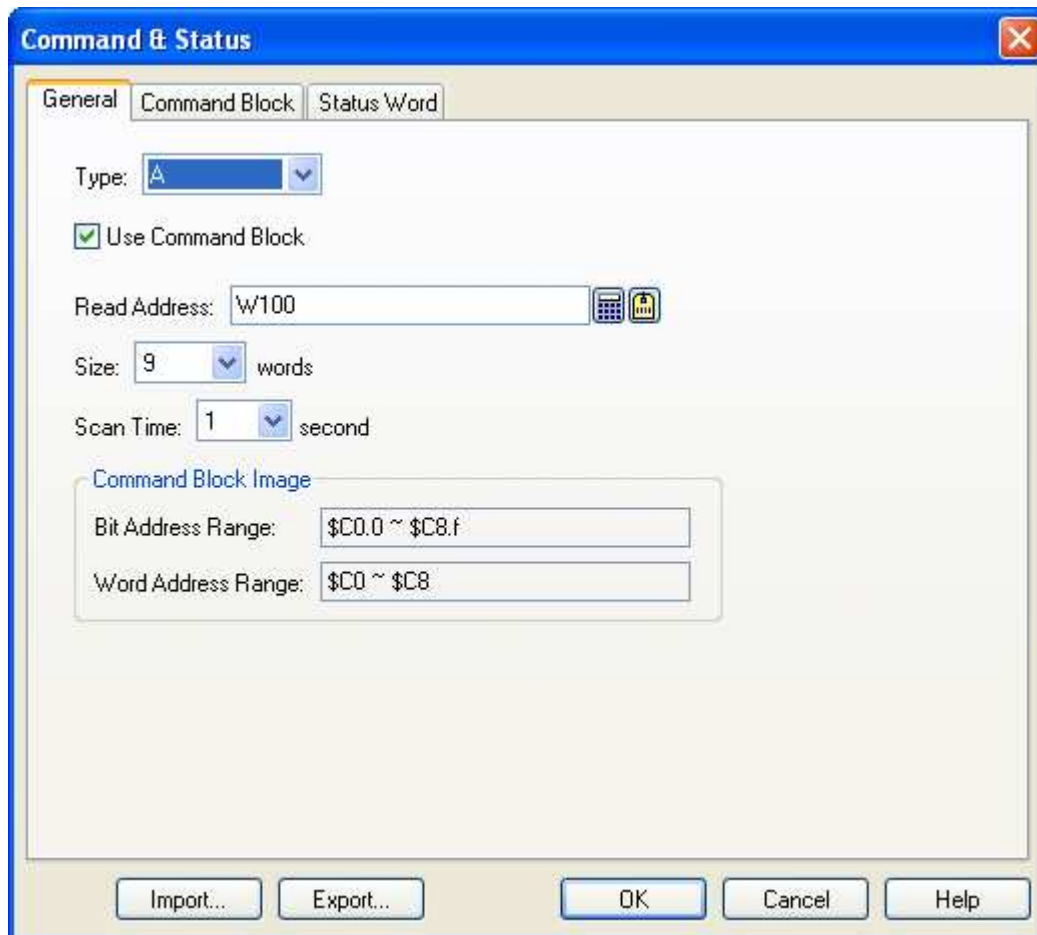 Command & Status
General Command Block Status Word
Type: A
Use Command Block
Read Address: W100
Size: 9 words
Scan Time: 1 second
Command Block Image
Bit Address Range: $C0.0 ~ $C8.f
Word Address Range: $C0 ~ $C8
Import... Export... OK Cancel Help